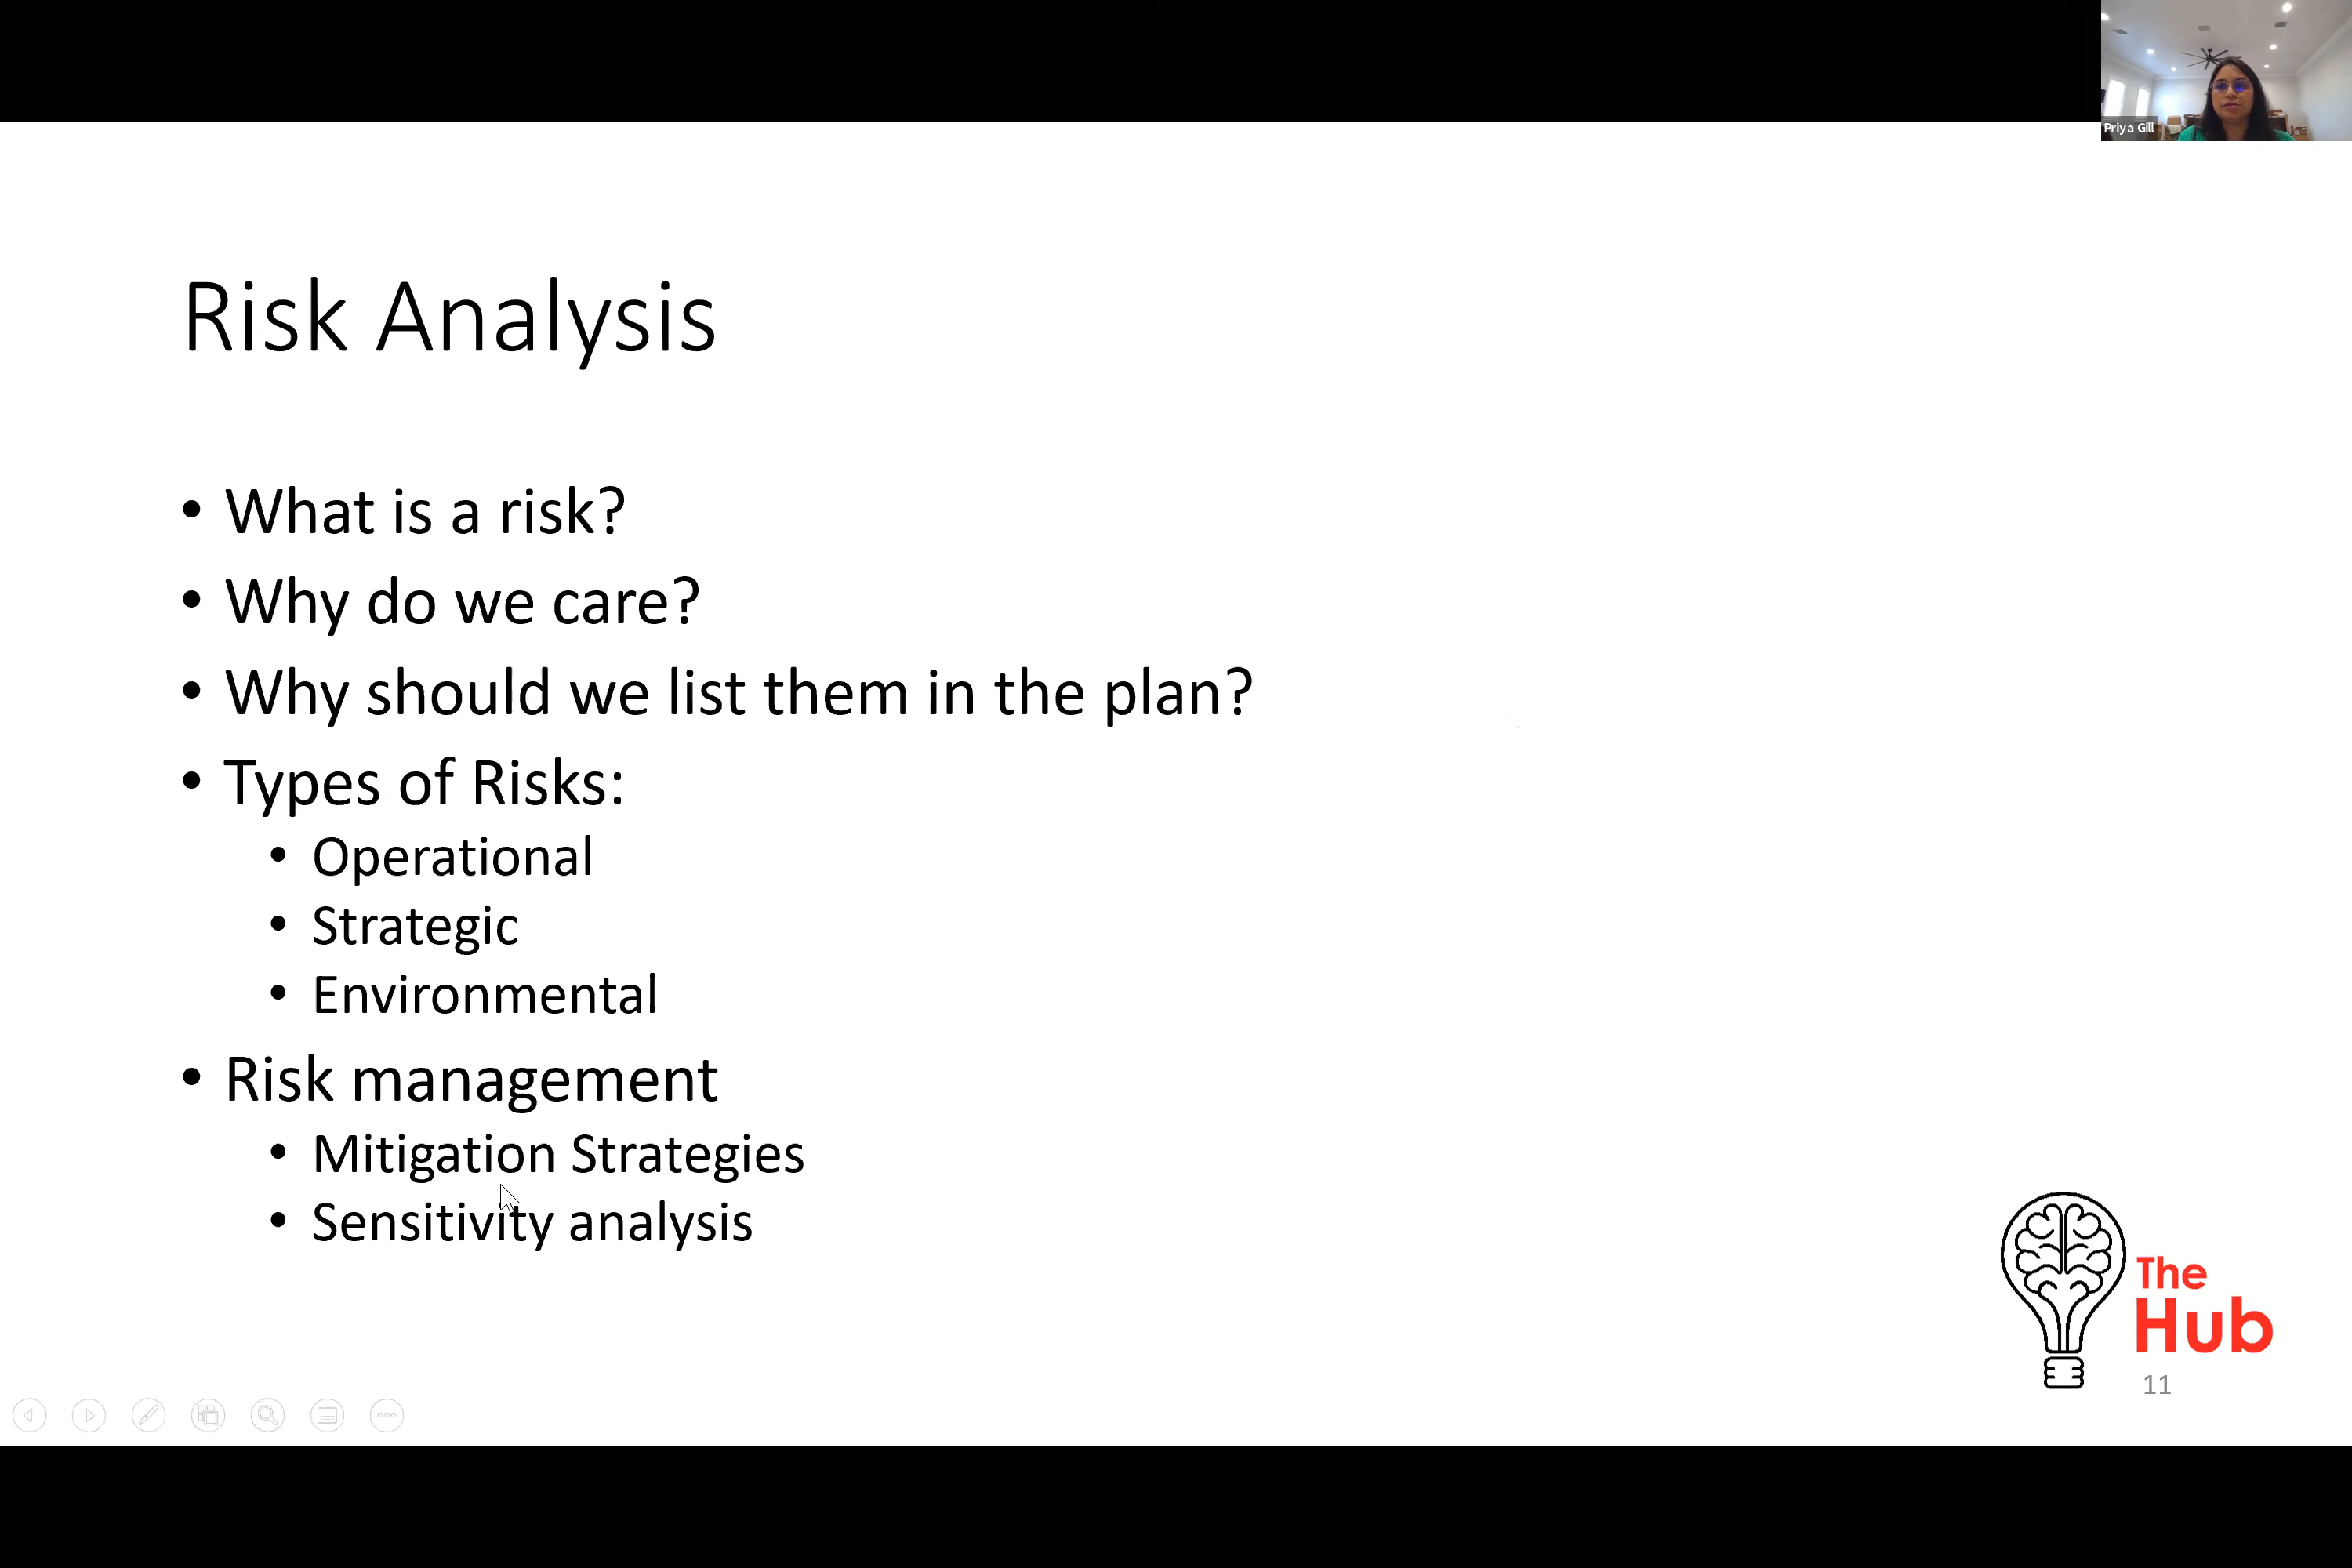 Priya Gill
Risk Analysis
• What is a risk?
• Why do we care?
• Why should we list them in the plan?
• Types of Risks:
• Operational
• Strategic
• Environmental
• Risk management
• Mitigation Strategies
• Sensitivity analysis
The
Hub
11